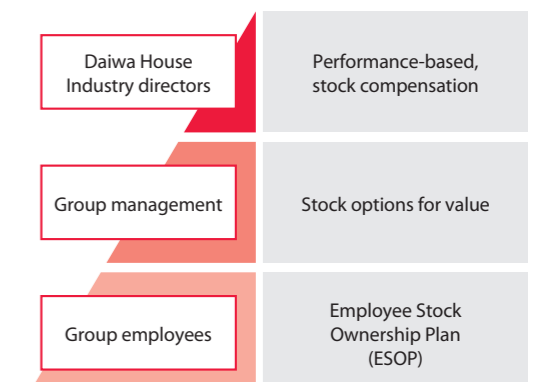 Daiwa House
Industry directors
Performance-based,
stock compensation
Group management
Stock options for value
Group employees
Employee Stock
Ownership Plan
(ESOP)